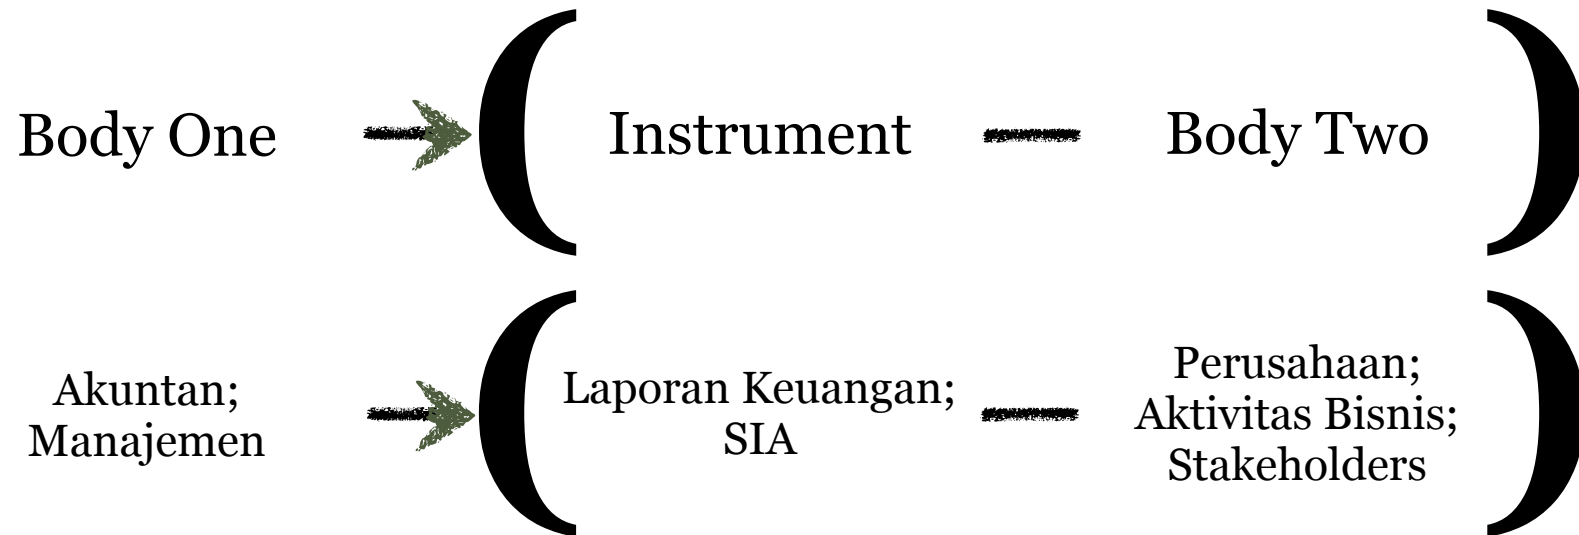 Body One
Instrument
Body Two
Akuntan;
Manajemen
Laporan Keuangan;
SIA
Perusahaan;
Aktivitas Bisnis;
Stakeholders